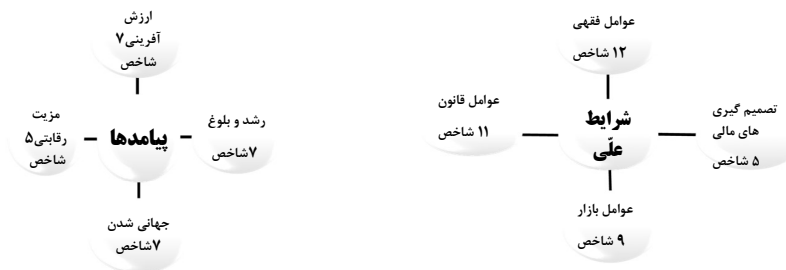 عوامل فقهی
۱۲ شاخص
تصمیم گیری
های مالی
۵ شاخص
شرایط
علّی
عوامل قانون
۱۱ شاخص
عوامل بازار
۹ شاخص
ارزش
آفرینی۷
شاخص
رشد و بلوغ
۷شاخص
پیامدها
مزیت
رقابتی۵
شاخص
جهانی شدن
۷شاخص